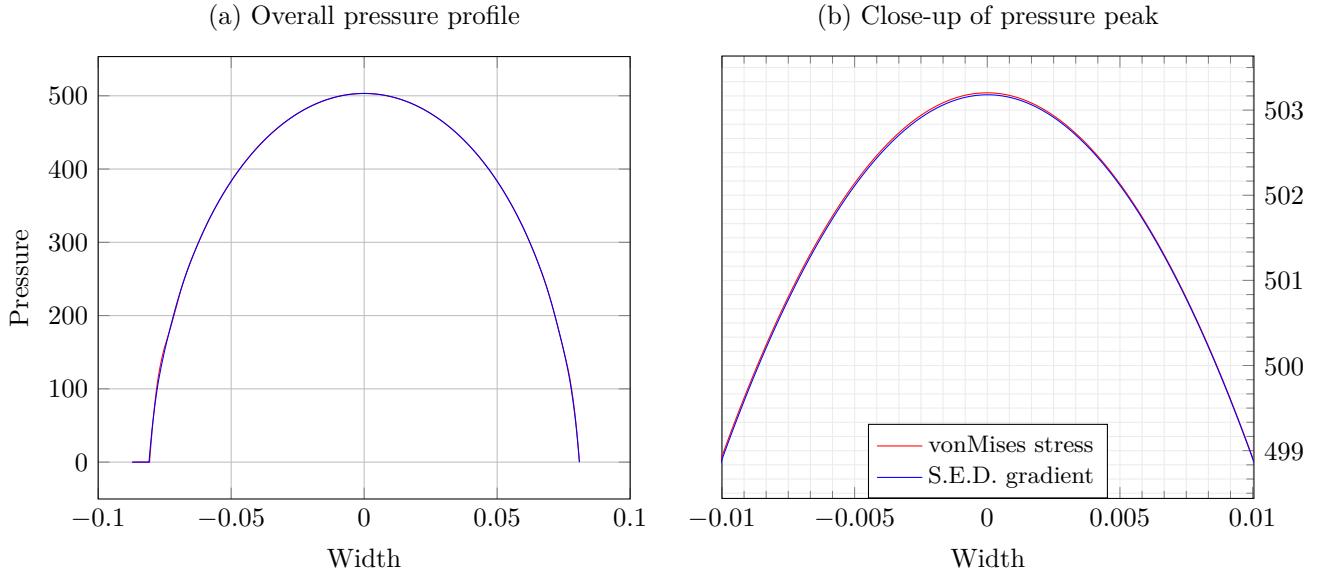 (a) Overall pressure profile
500
400
300
200
100
0
Pressure
−0.1 −0.05 0 0.05 0.1
Width
(b) Close-up of pressure peak
503
502
501
500
499
vonMises stress
S.E.D. gradient
−0.01 −0.005 0 0.005 0.01
Width